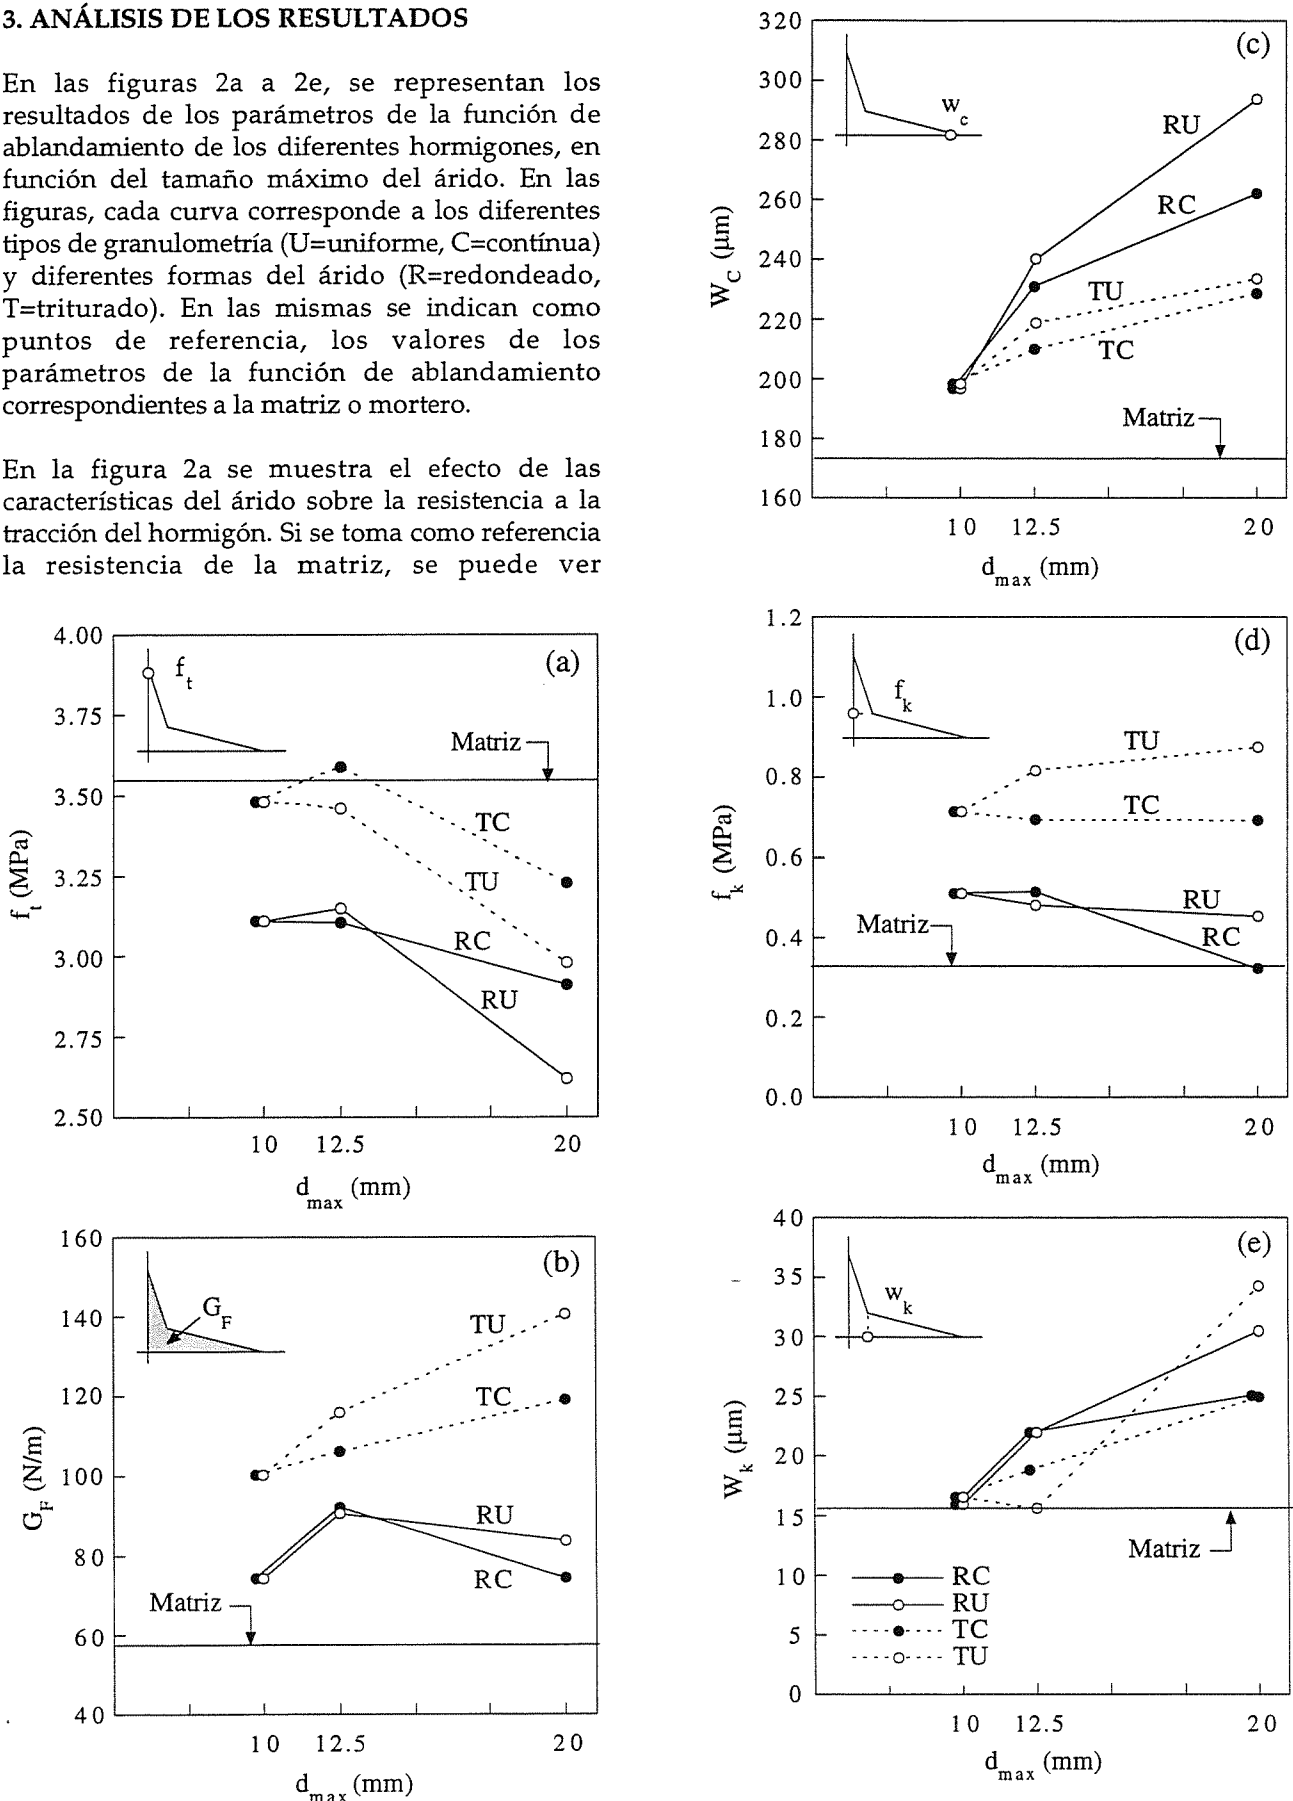 3. ANÁLISIS DE LOS RESULTADOS
En las figuras 2a a 2e, se representan los
resultados de los parámetros de la función de
ablandamiento de los diferentes hormigones, en
función del tamaño máximo del árido. En las
figuras, cada curva corresponde a los diferentes
tipos de granulometría (U=uniforme, C=contínua)
y diferentes formas del árido (R=redondeado,
T=triturado). En las mismas se indican como
puntos de referencia, los valores de los
parámetros de la función de ablandamiento
correspondientes a la matriz o mortero.
En la figura 2a se muestra el efecto de las
características del árido sobre la resistencia a la
tracción del hormigón. Si se toma como referencia
la resistencia de la matriz, se puede ver
4.00
3.75
3.50
3.25
3.00
2.75
2.50
f_t (MPa)
(a)
f_t
Matriz
TC
TU
RC
RU
10 12.5 20
d_max (mm)
160
140
120
100
80
60
40
G_F (N/m)
(b)
G_F
TU
TC
RU
RC
Matriz
10 12.5 20
d_max (mm)
320
300
280
260
240
220
200
180
160
W_C (µm)
(c)
w_c
RU
RC
TU
TC
Matriz
10 12.5 20
d_max (mm)
1.2
1.0
0.8
0.6
0.4
0.2
0.0
f_k (MPa)
(d)
f_k
TU
TC
RU
RC
Matriz
10 12.5 20
d_max (mm)
40
35
30
25
20
15
10
5
0
W_k (µm)
(e)
w_k
Matriz
RC
RU
TC
TU
10 12.5 20
d_max (mm)